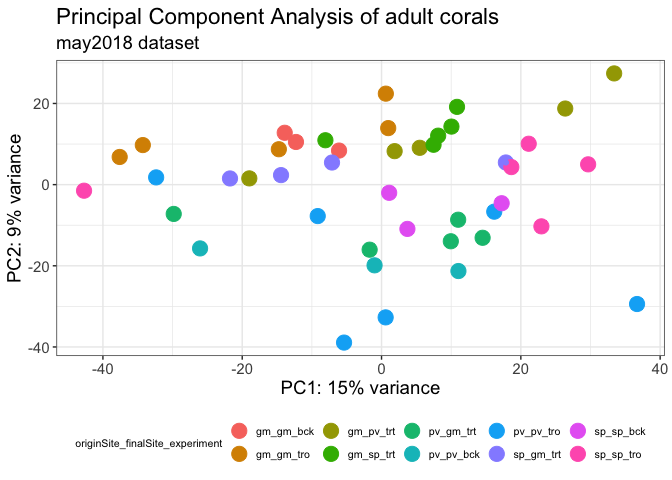 Principal Component Analysis of adult corals
may2018 dataset
PC2: 9% variance
20
0
-20
-40
-40
-20
0
20
40
PC1: 15% variance
originSite_finalSite_experiment
gm_gm_bck
gm_pv_trt
pv_gm_trt
pv_pv_tro
sp_sp_bck
gm_gm_tro
gm_sp_trt
pv_pv_bck
sp_gm_trt
sp_sp_tro